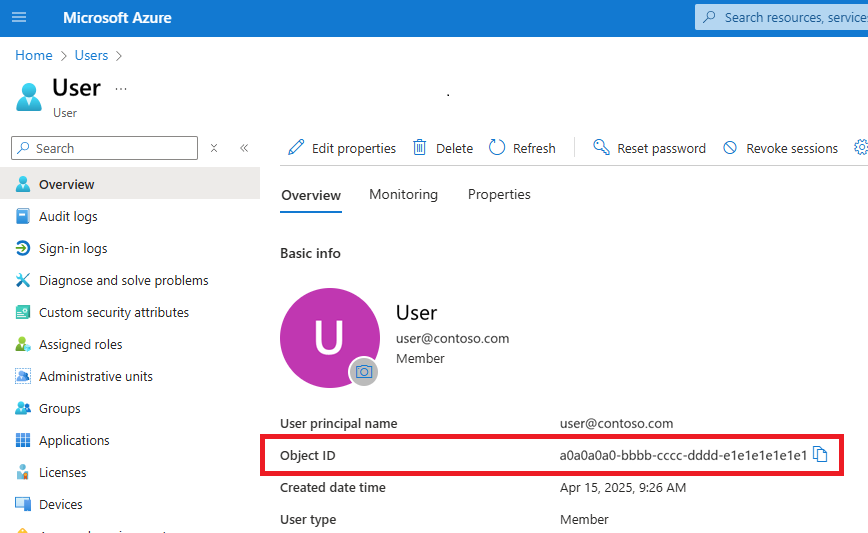 Microsoft Azure
Search resources, service
Home > Users >
User ...
User
Search
Edit properties Delete Refresh Reset password Revoke sessions
Overview
Audit logs
Sign-in logs
Diagnose and solve problems
Custom security attributes
Assigned roles
Administrative units
Groups
Applications
Licenses
Devices
Overview Monitoring Properties
Basic info
U
User
user@contoso.com
Member
User principal name user@contoso.com
Object ID a0a0a0a0-bbbb-cccc-dddd-e1e1e1e1e1e1
Created date time Apr 15, 2025, 9:26 AM
User type Member